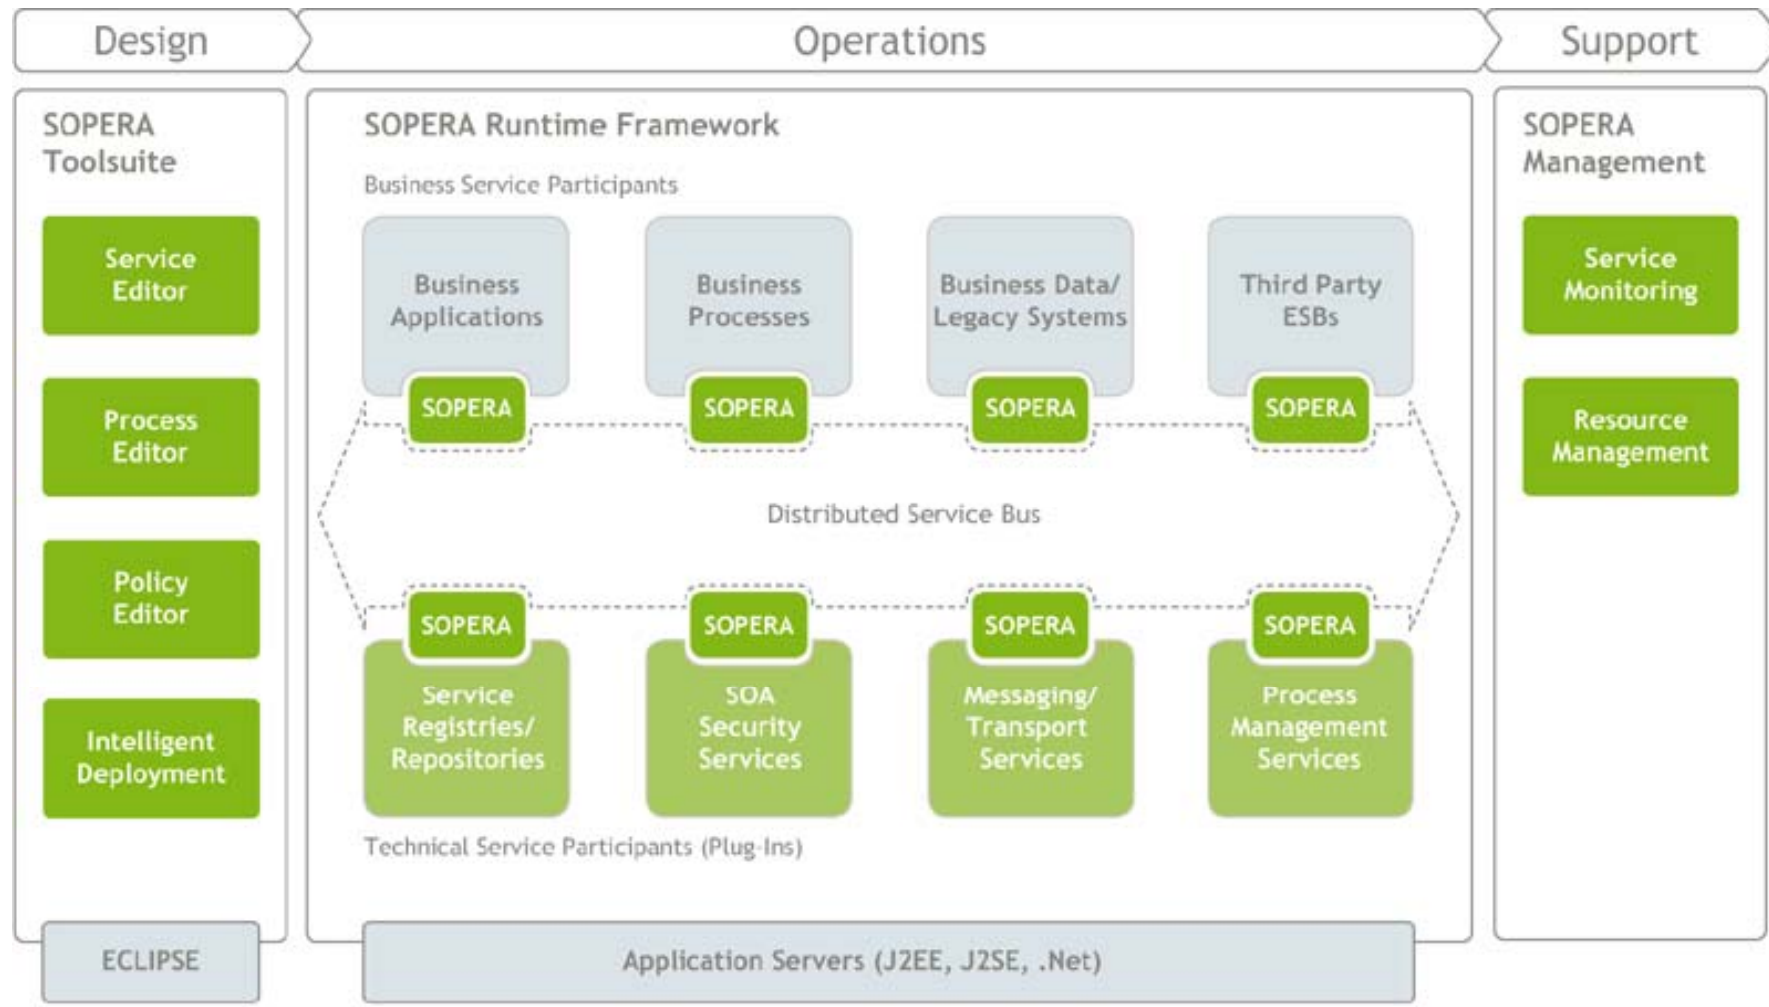 Design
Operations
Support
SOPERA
Toolsuite
Service
Editor
Process
Editor
Policy
Editor
Intelligent
Deployment
ECLIPSE
SOPERA Runtime Framework
Business Service Participants
Business
Applications
Business
Processes
Business Data/
Legacy Systems
Third Party
ESBs
SOPERA
SOPERA
SOPERA
SOPERA
Distributed Service Bus
SOPERA
SOPERA
SOPERA
SOPERA
Service
Registries/
Repositories
SOA
Security
Services
Messaging/
Transport
Services
Process
Management
Services
Technical Service Participants (Plug-Ins)
Application Servers (J2EE, J2SE, .Net)
SOPERA
Management
Service
Monitoring
Resource
Management